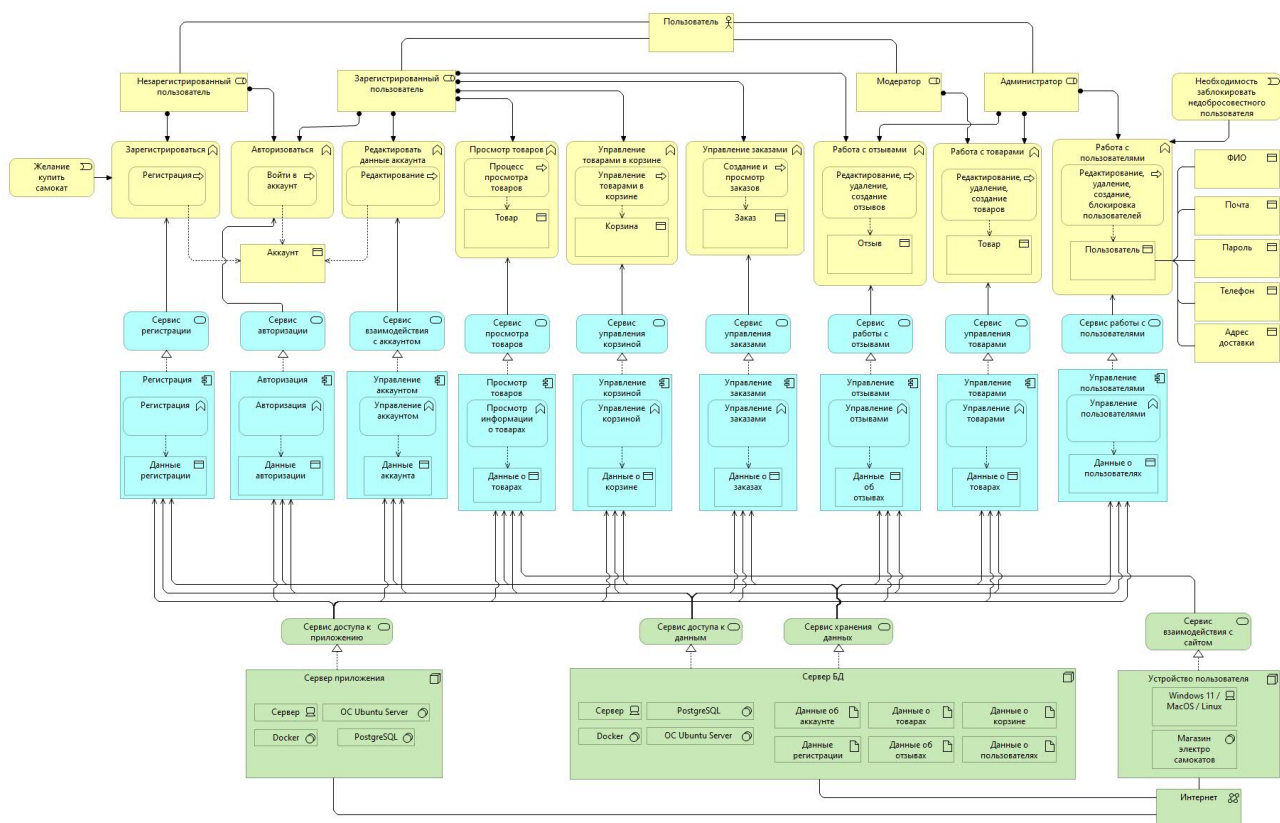 Пользователь
Незарегистрированный
пользователь
Зарегистрированный
пользователь
Модератор
Администратор
Необходимость
заблокировать
недобросовестного
пользователя
Желание
купить
самокат
Зарегистрироваться
Регистрация
Авторизоваться
Войти в
аккаунт
Редактировать
данные аккаунта
Редактирование
Просмотр товаров
Процесс
просмотра
товаров
Товар
Управление
товарами в корзине
Управление
товарами в
корзине
Корзина
Управление заказами
Создание и
просмотр
заказов
Заказ
Работа с отзывами
Редактирование,
удаление,
создание
отзывов
Отзыв
Работа с товарами
Редактирование,
удаление,
создание
товаров
Товар
Работа с
пользователями
Редактирование,
удаление,
создание,
блокировка
пользователей
Пользователь
ФИО
Почта
Пароль
Телефон
Адрес
доставки
Аккаунт
Сервис
регистрации
Сервис
авторизации
Сервис
взаимодействия
с аккаунтом
Сервис
просмотра
товаров
Сервис
управления
корзиной
Сервис
управления
заказами
Сервис
работы с
отзывами
Сервис
управления
товарами
Сервис работы с
пользователями
Регистрация
Регистрация
Данные
регистрации
Авторизация
Авторизация
Данные
авторизации
Управление
аккаунтом
Управление
аккаунтом
Данные
аккаунта
Просмотр
товаров
Просмотр
информации
о товарах
Данные о
товарах
Управление
корзиной
Управление
корзиной
Данные о
корзине
Управление
заказами
Управление
заказами
Данные о
заказах
Управление
отзывами
Управление
отзывами
Данные
об
отзывах
Управление
товарами
Управление
товарами
Данные о
товарах
Управление
пользователями
Управление
пользователями
Данные о
пользователях
Сервис доступа к
приложению
Сервис доступа к
данным
Сервис хранения
данных
Сервис
взаимодействия с
сайтом
Сервер приложения
Сервер
ОС Ubuntu Server
Docker
PostgreSQL
Сервер БД
Сервер
PostgreSQL
Docker
ОС Ubuntu Server
Данные об
аккаунте
Данные о
товарах
Данные о
корзине
Данные
регистрации
Данные об
отзывах
Данные о
пользователях
Устройство пользователя
Windows 11 /
MacOS / Linux
Магазин
электро
самокатов
Интернет